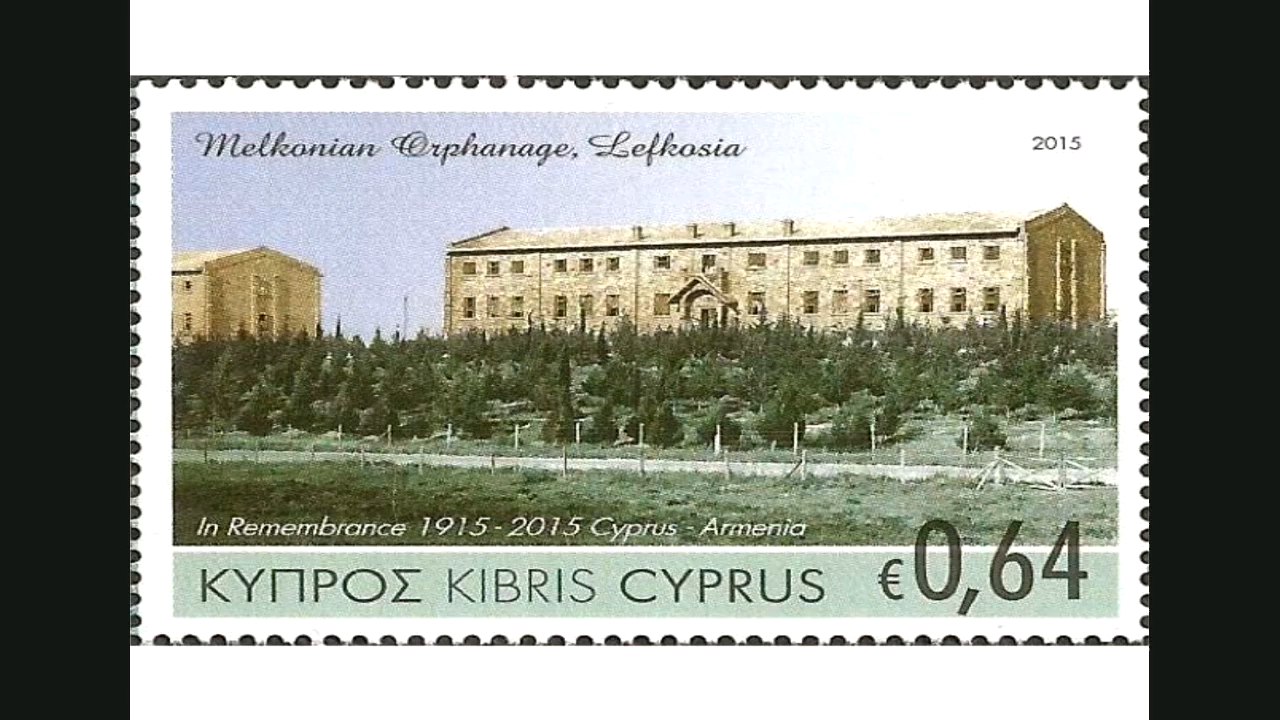 Melkonian Orphanage, Lefkosia
2015
In Remembrance 1915 - 2015 Cyprus - Armenia
ΚΥΠΡΟΣ KIBRIS CYPRUS
€0,64